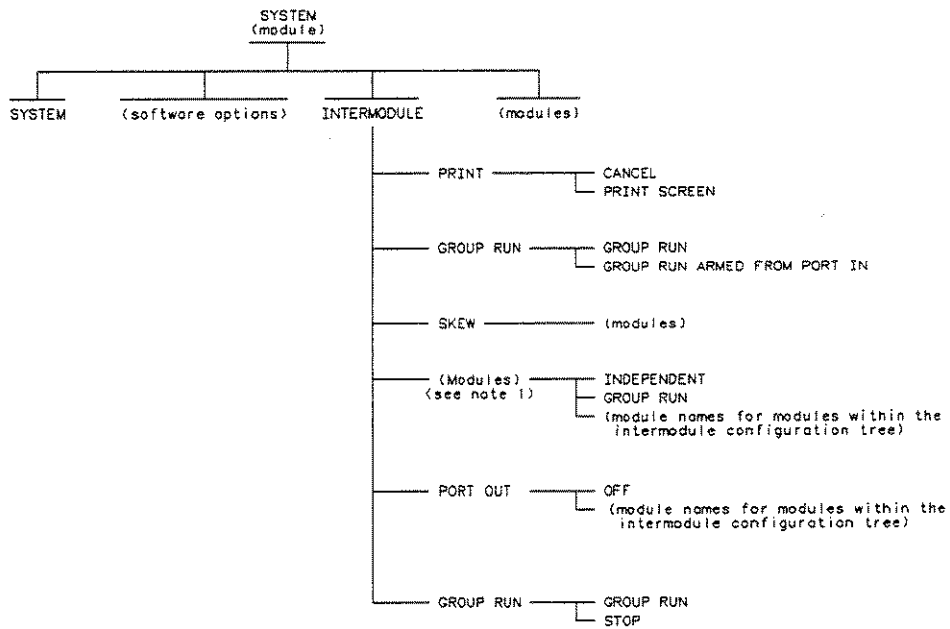 SYSTEM
(module)
SYSTEM (software options) INTERMODULE (modules)
PRINT CANCEL
PRINT SCREEN
GROUP RUN GROUP RUN
GROUP RUN ARMED FROM PORT IN
SKEW (modules)
(Modules) INDEPENDENT
(see note 1) GROUP RUN
(module names for modules within the
intermodule configuration tree)
PORT OUT OFF
(module names for modules within the
intermodule configuration tree)
GROUP RUN GROUP RUN
STOP